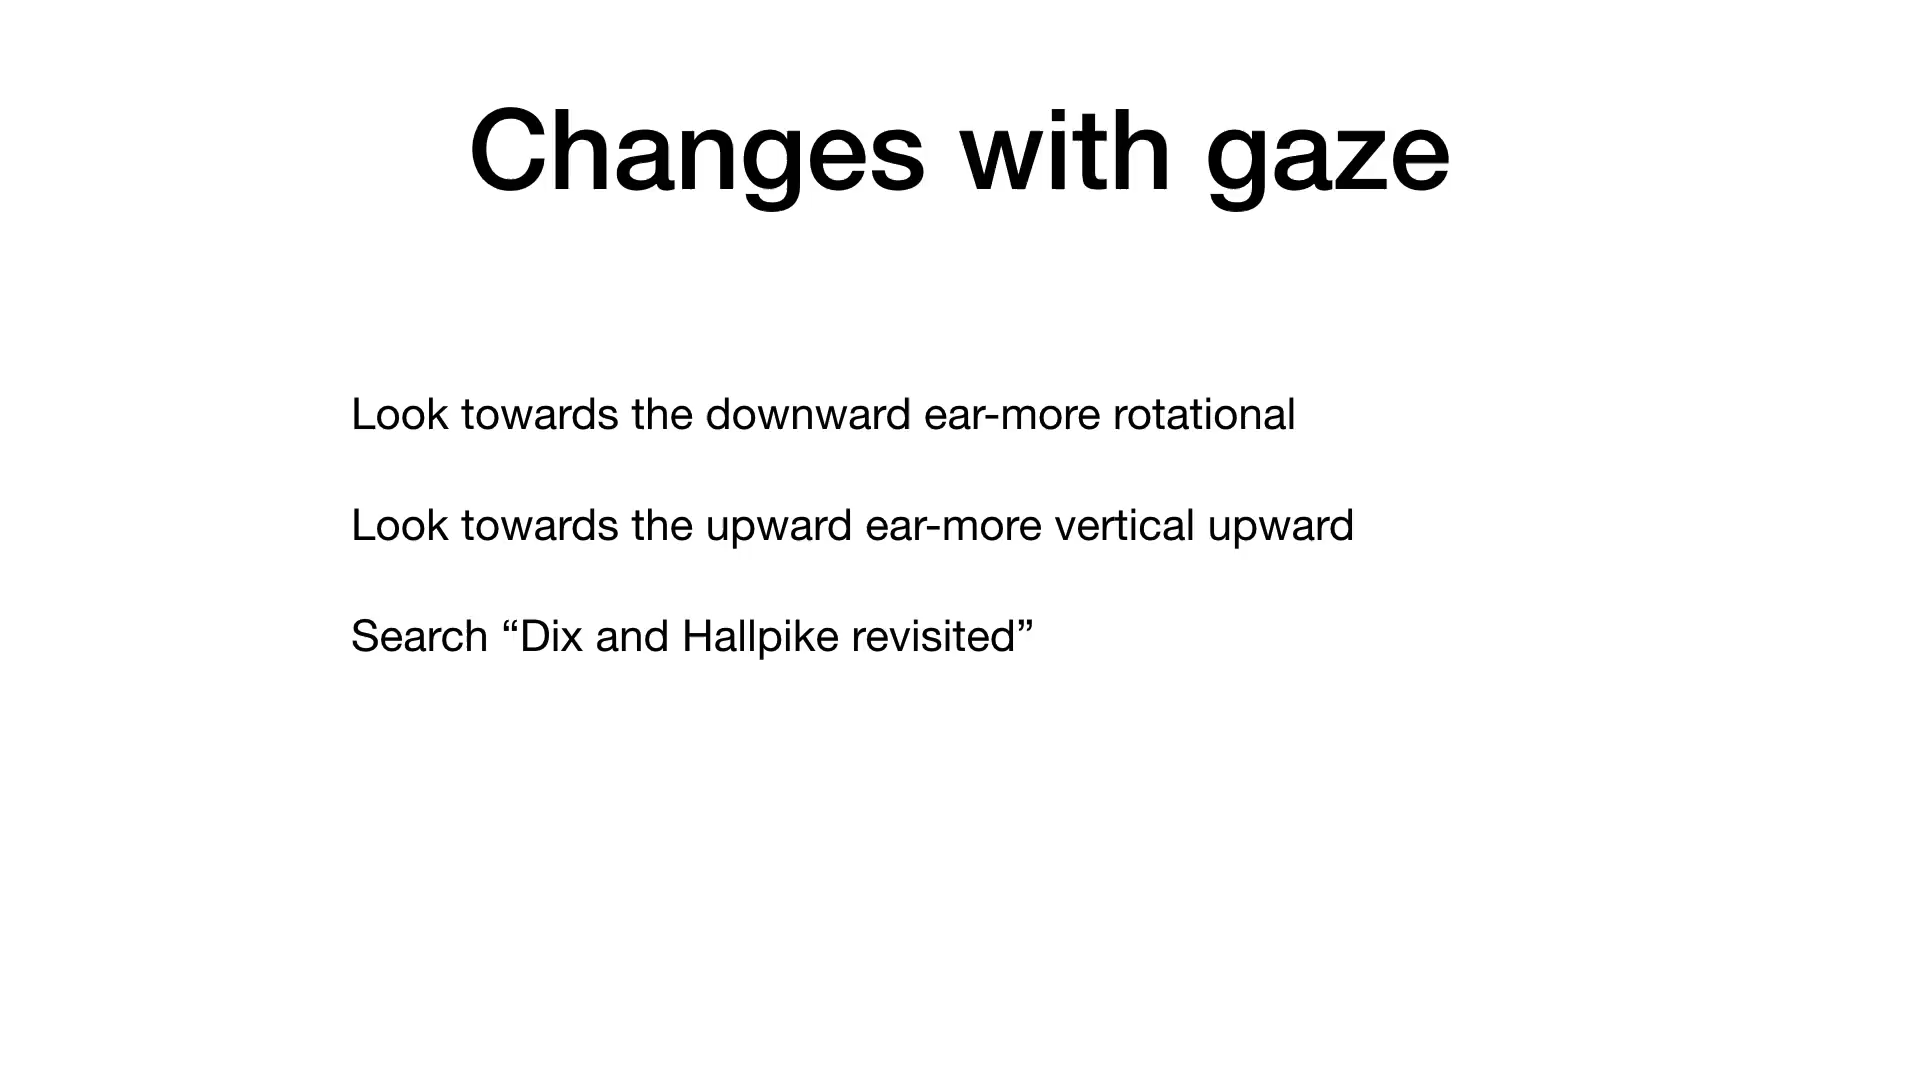 Changes with gaze
Look towards the downward ear-more rotational
Look towards the upward ear-more vertical upward
Search “Dix and Hallpike revisited”